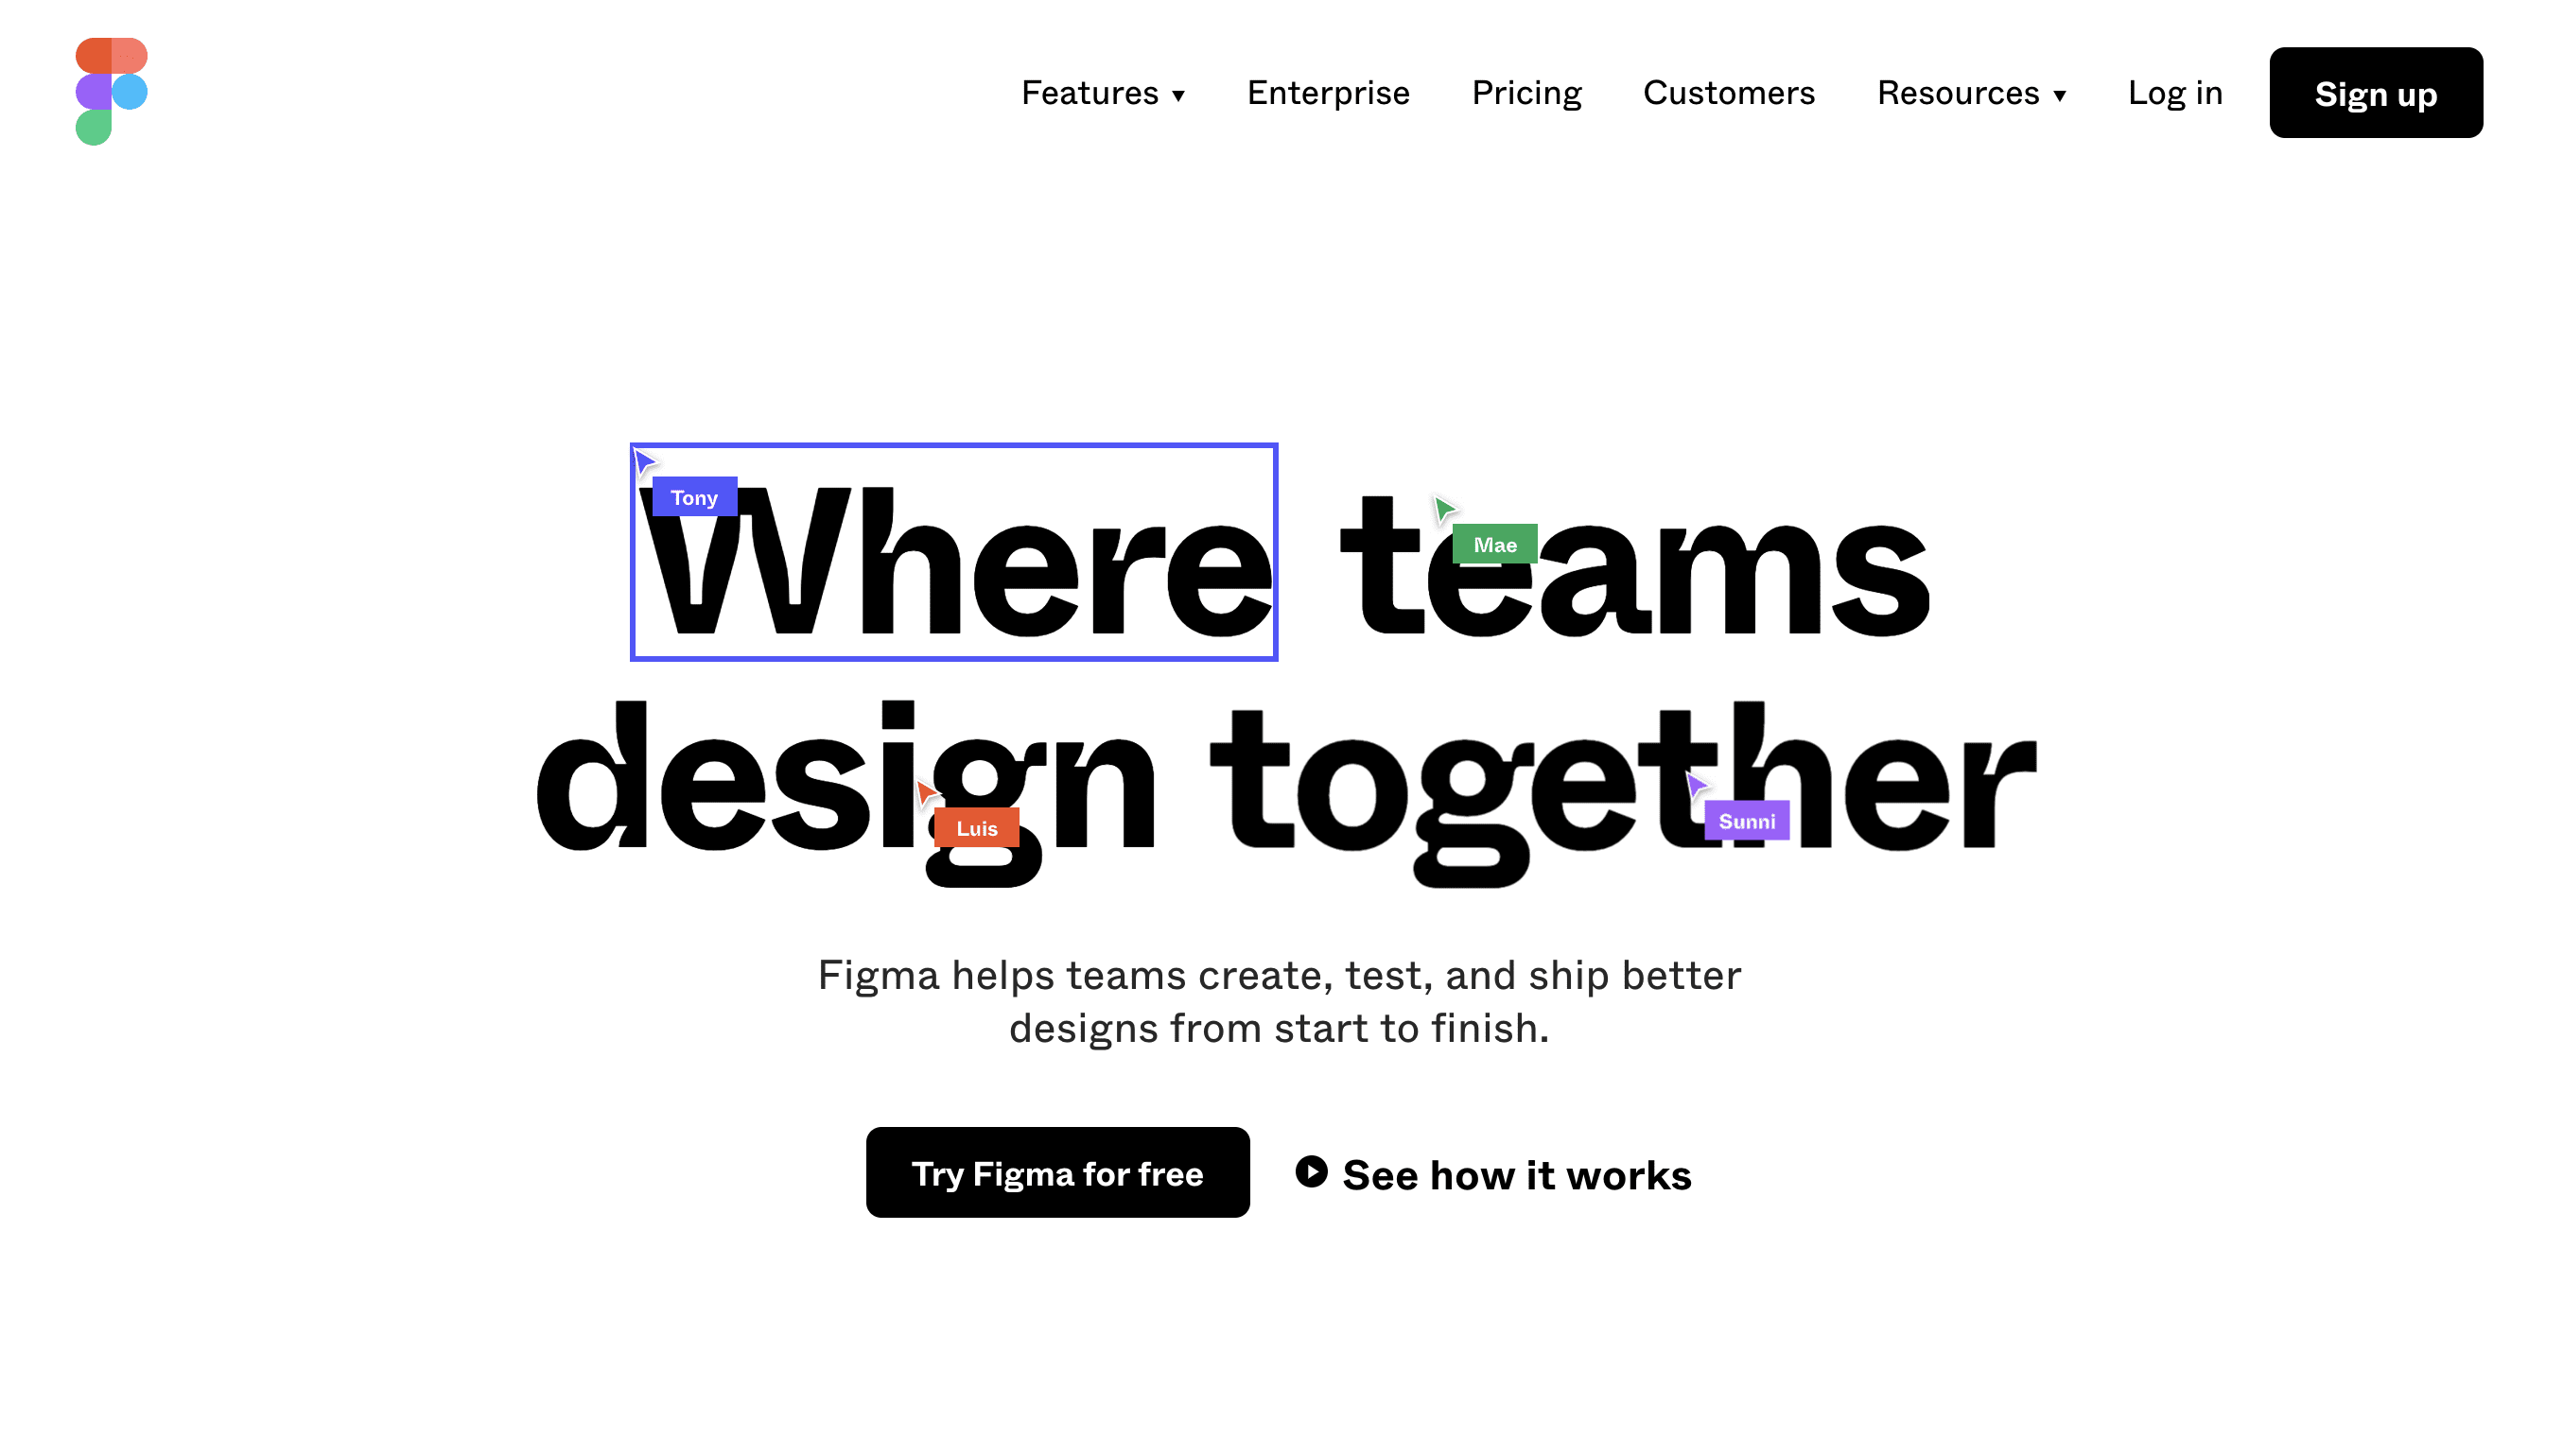 Features ▼ Enterprise Pricing Customers Resources ▼ Log in Sign up
Tony
Mae
Where teams
design together
Luis
Sunni
Figma helps teams create, test, and ship better
designs from start to finish.
Try Figma for free See how it works